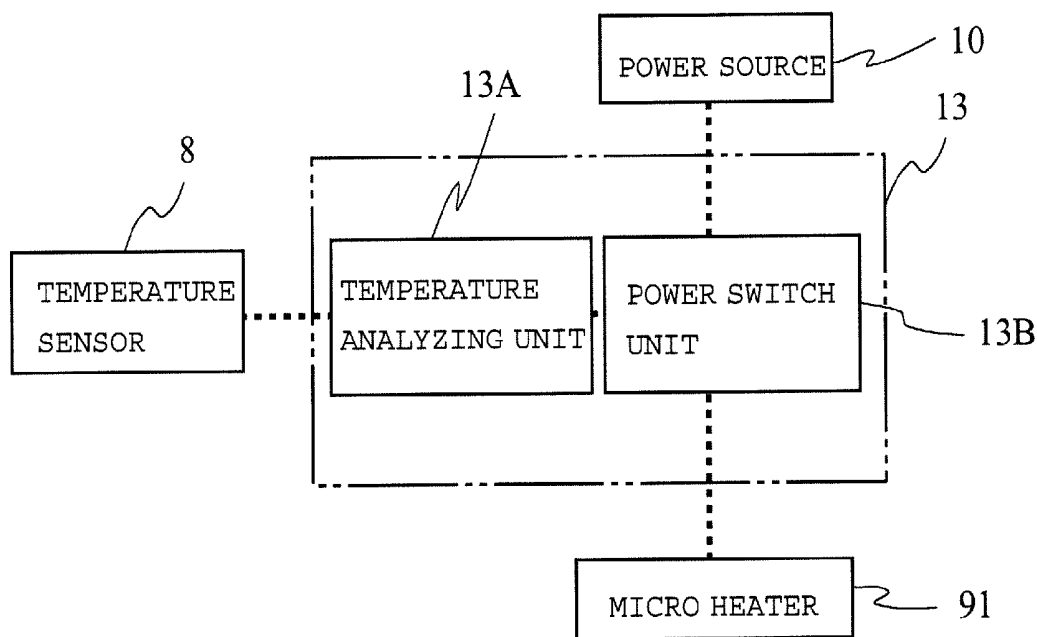 POWER SOURCE
10
13A
13
8
TEMPERATURE
SENSOR
TEMPERATURE
ANALYZING UNIT
POWER SWITCH
UNIT
13B
MICRO HEATER
91